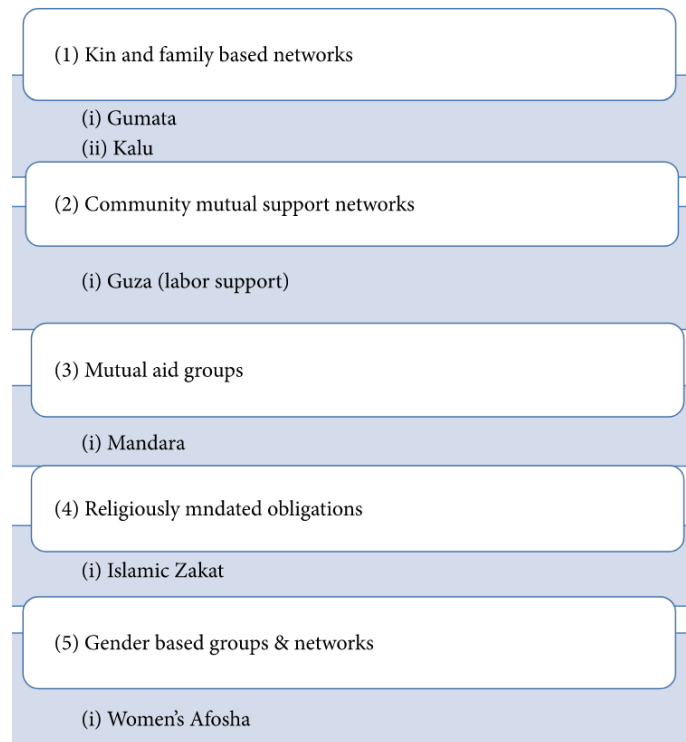 (1) Kin and family based networks
(i) Gumata
(ii) Kalu
(2) Community mutual support networks
(i) Guza (labor support)
(3) Mutual aid groups
(i) Mandara
(4) Religiously mndated obligations
(i) Islamic Zakat
(5) Gender based groups & networks
(i) Women's Afosha